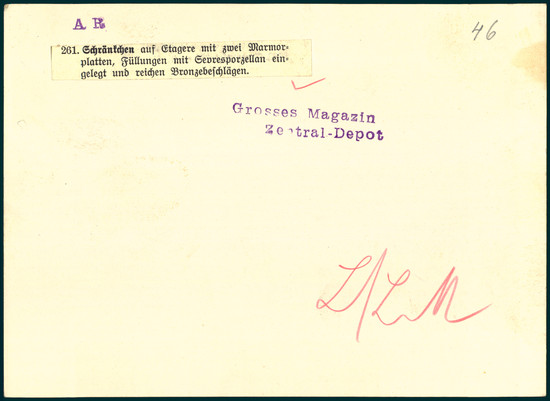 A R
46
261. Schränkchen auf Etagere mit zwei Marmor-
platten, Füllungen mit Sevresporzellan ein-
gelegt und reichen Bronzebeschlägen.
Grosses Magazin
Zentral-Depot